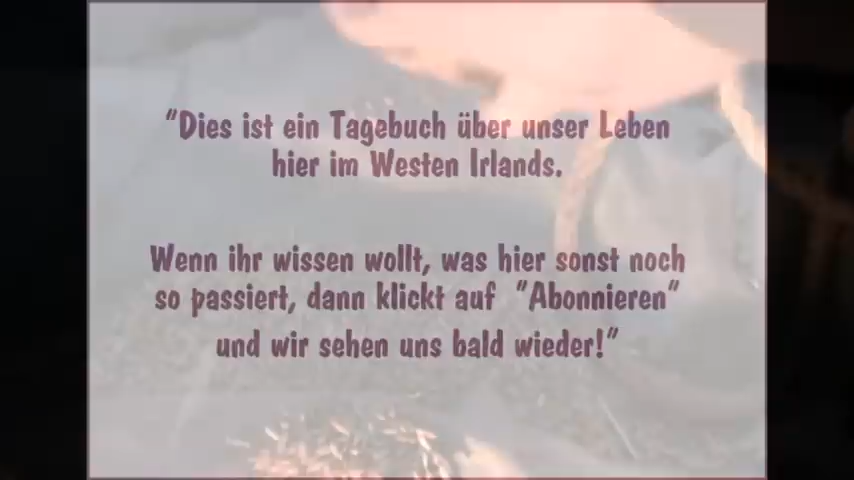 "Dies ist ein Tagebuch über unser Leben
hier im Westen Irlands.
Wenn ihr wissen wollt, was hier sonst noch
so passiert, dann klickt auf "Abonnieren"
und wir sehen uns bald wieder!"